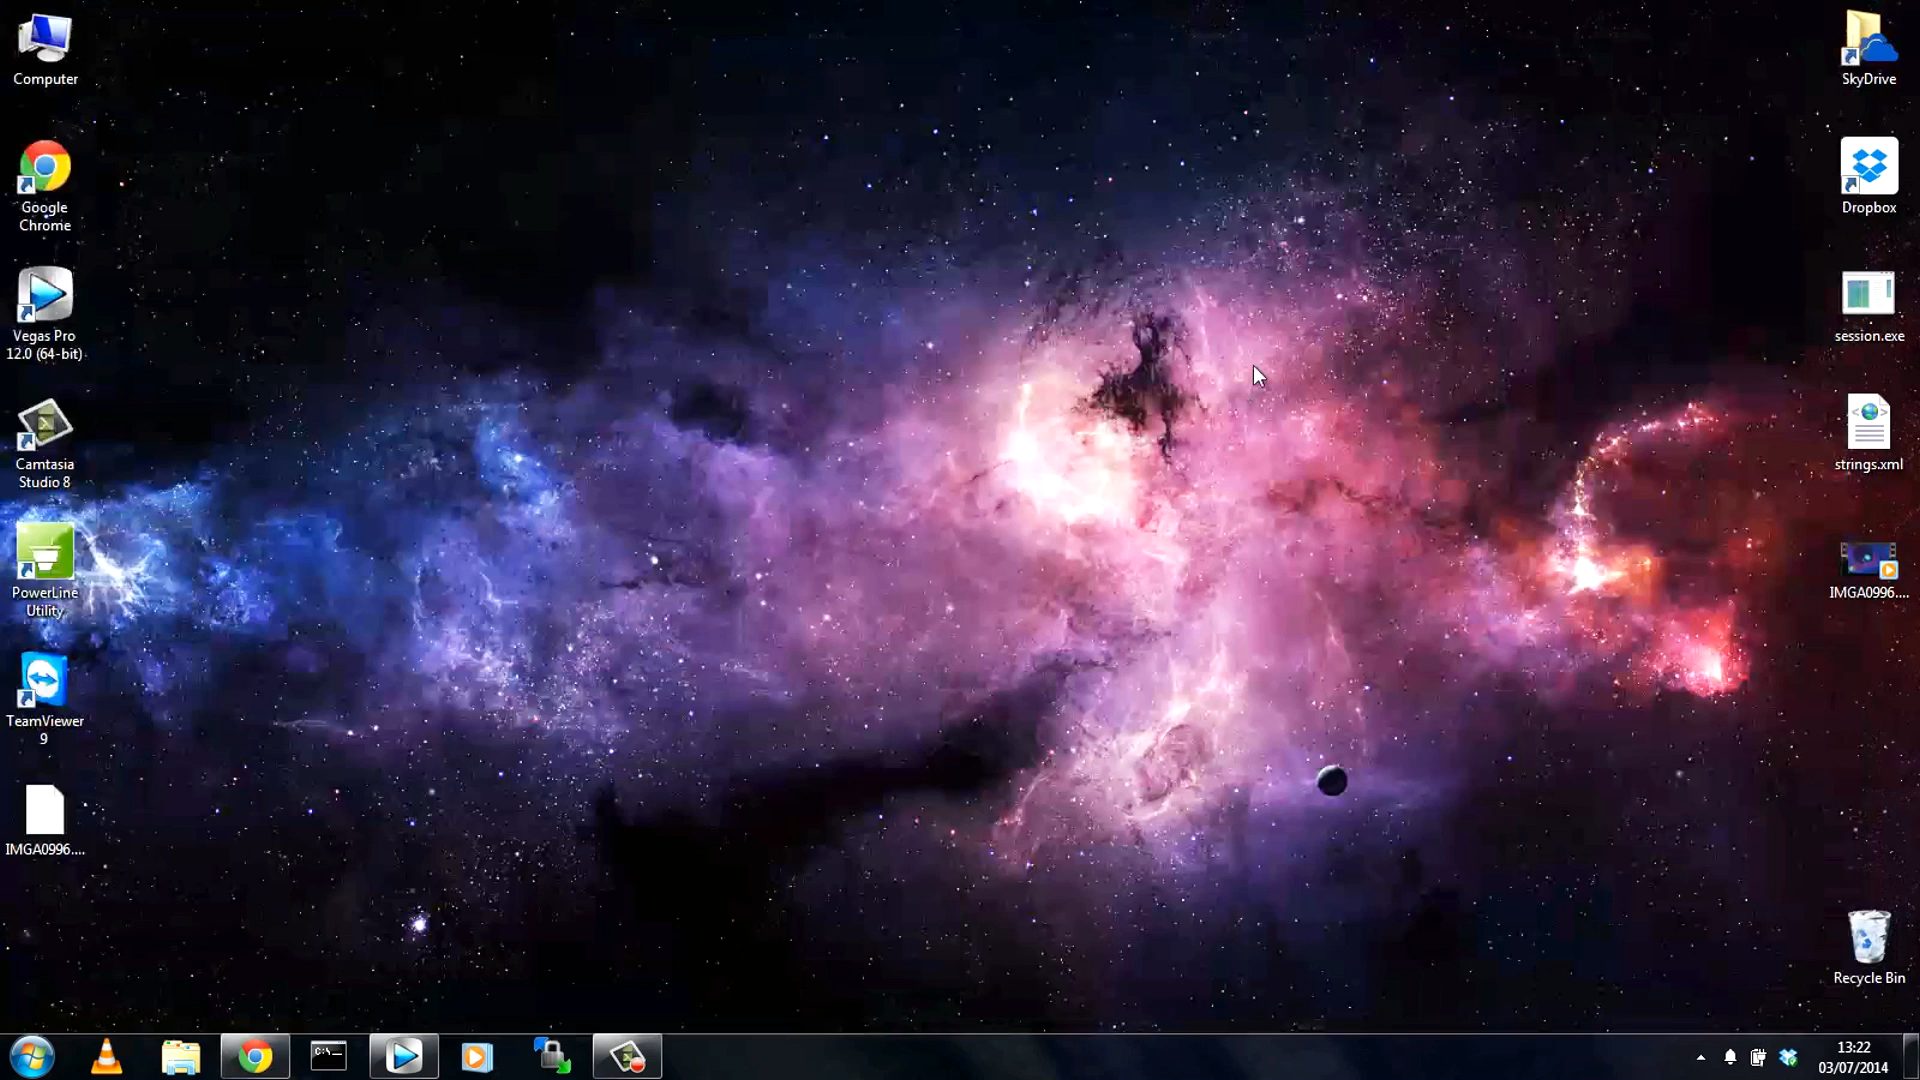 Computer
Google
Chrome
Vegas Pro
12.0 (64-bit)
Camtasia
Studio 8
PowerLine
Utility
TeamViewer
9
IMGA0996....
SkyDrive
Dropbox
session.exe
strings.xml
IMGA0996....
Recycle Bin
C:\_
13:22
03/07/2014